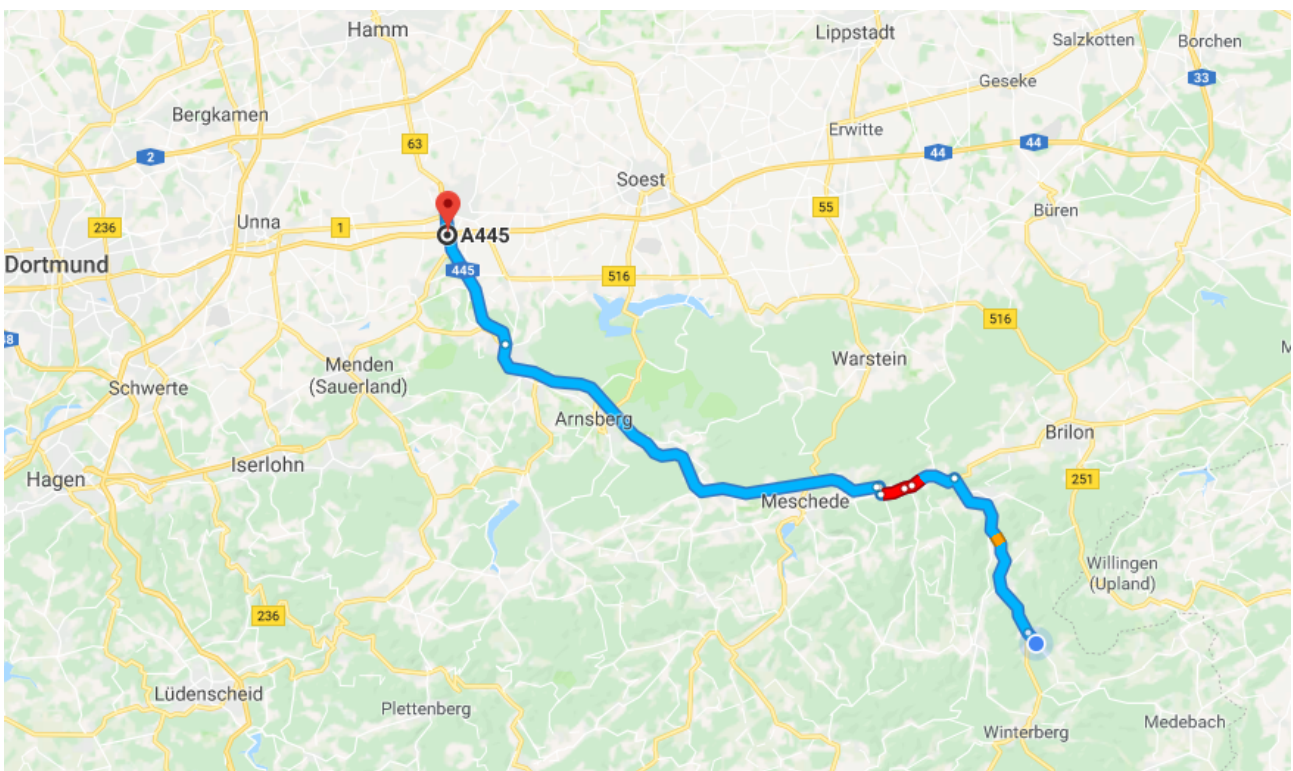 Hamm
Lippstadt
Salzkotten
Borchen
Geseke
33
Bergkamen
Erwitte
63
2
44
44
Soest
55
Büren
236
Unna
1
A445
Dortmund
445
516
516
Menden
(Sauerland)
Warstein
Schwerte
Arnsberg
Brilon
Iserlohn
Hagen
251
Meschede
Willingen
(Upland)
236
Lüdenscheid
Plettenberg
Medebach
Winterberg